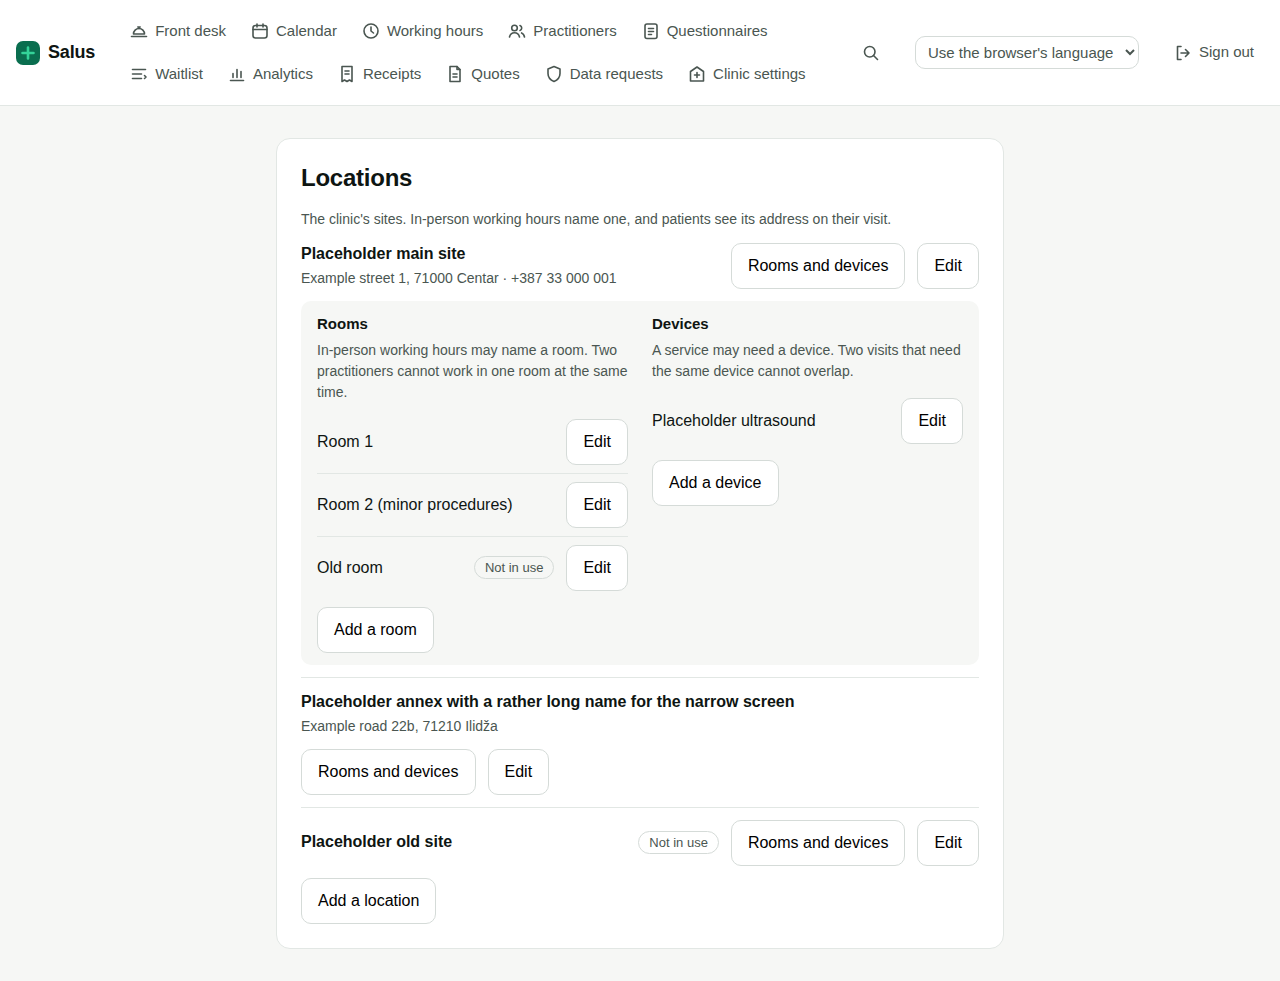 Salus
Front desk
Calendar
Working hours
Practitioners
Questionnaires
Waitlist
Analytics
Receipts
Quotes
Data requests
Clinic settings
Use the browser's language
Sign out
Locations
The clinic's sites. In-person working hours name one, and patients see its address on their visit.
Placeholder main site
Example street 1, 71000 Centar · +387 33 000 001
Rooms and devices
Edit
Rooms
In-person working hours may name a room. Two
practitioners cannot work in one room at the same
time.
Room 1
Edit
Room 2 (minor procedures)
Edit
Old room
Not in use
Edit
Add a room
Devices
A service may need a device. Two visits that need
the same device cannot overlap.
Placeholder ultrasound
Edit
Add a device
Placeholder annex with a rather long name for the narrow screen
Example road 22b, 71210 Ilidža
Rooms and devices
Edit
Placeholder old site
Not in use
Rooms and devices
Edit
Add a location